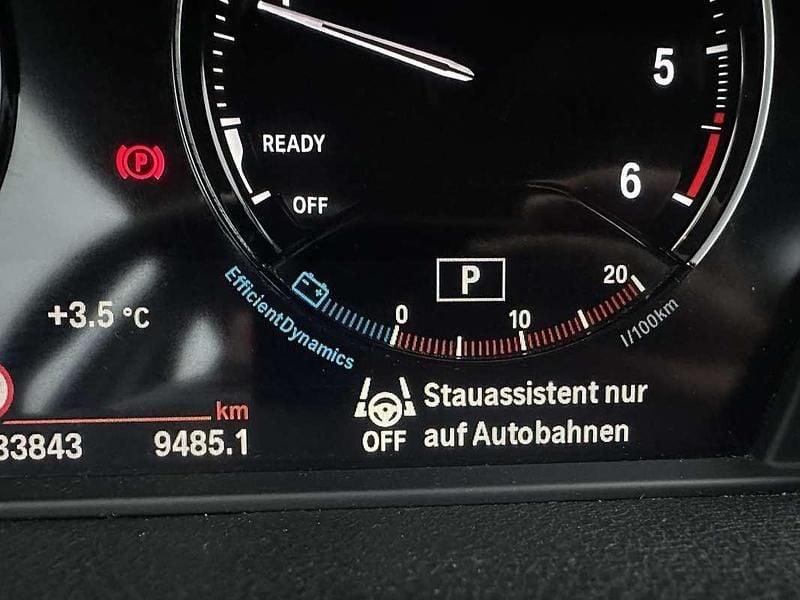 5
READY
P
6
OFF
P
20
EfficientDynamics
0
10
l/100km
+3.5 °C
Stauassistent nur
OFF auf Autobahnen
km
33843 9485.1